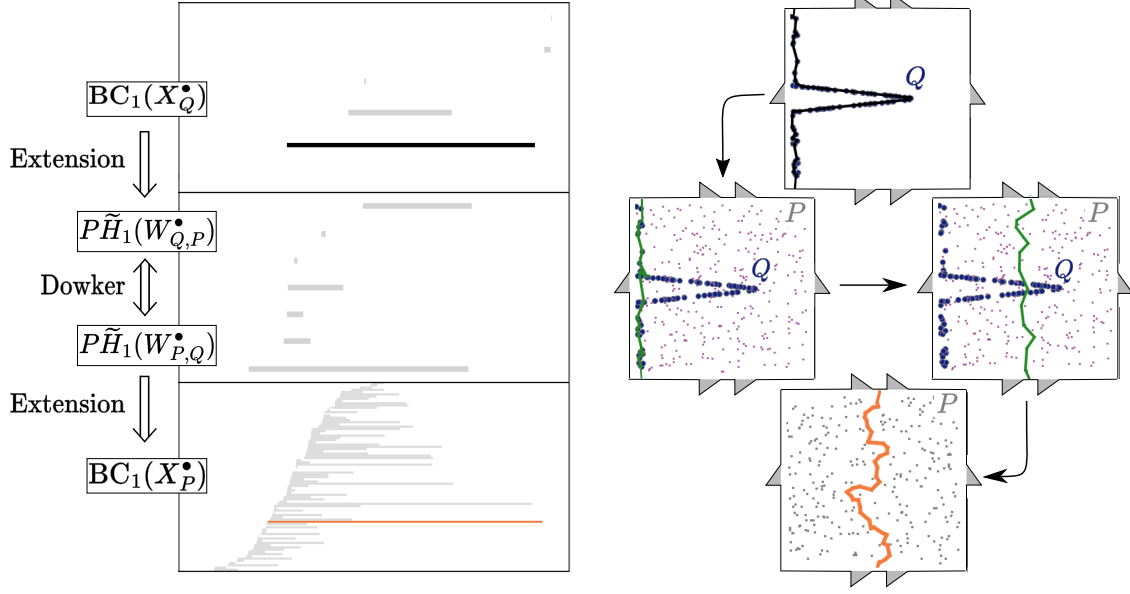 BC₁(X•Q)
Extension
PH̃₁(W•Q,P)
Dowker
PH̃₁(W•P,Q)
Extension
BC₁(X•P)
Q
P
Q
P
Q
P